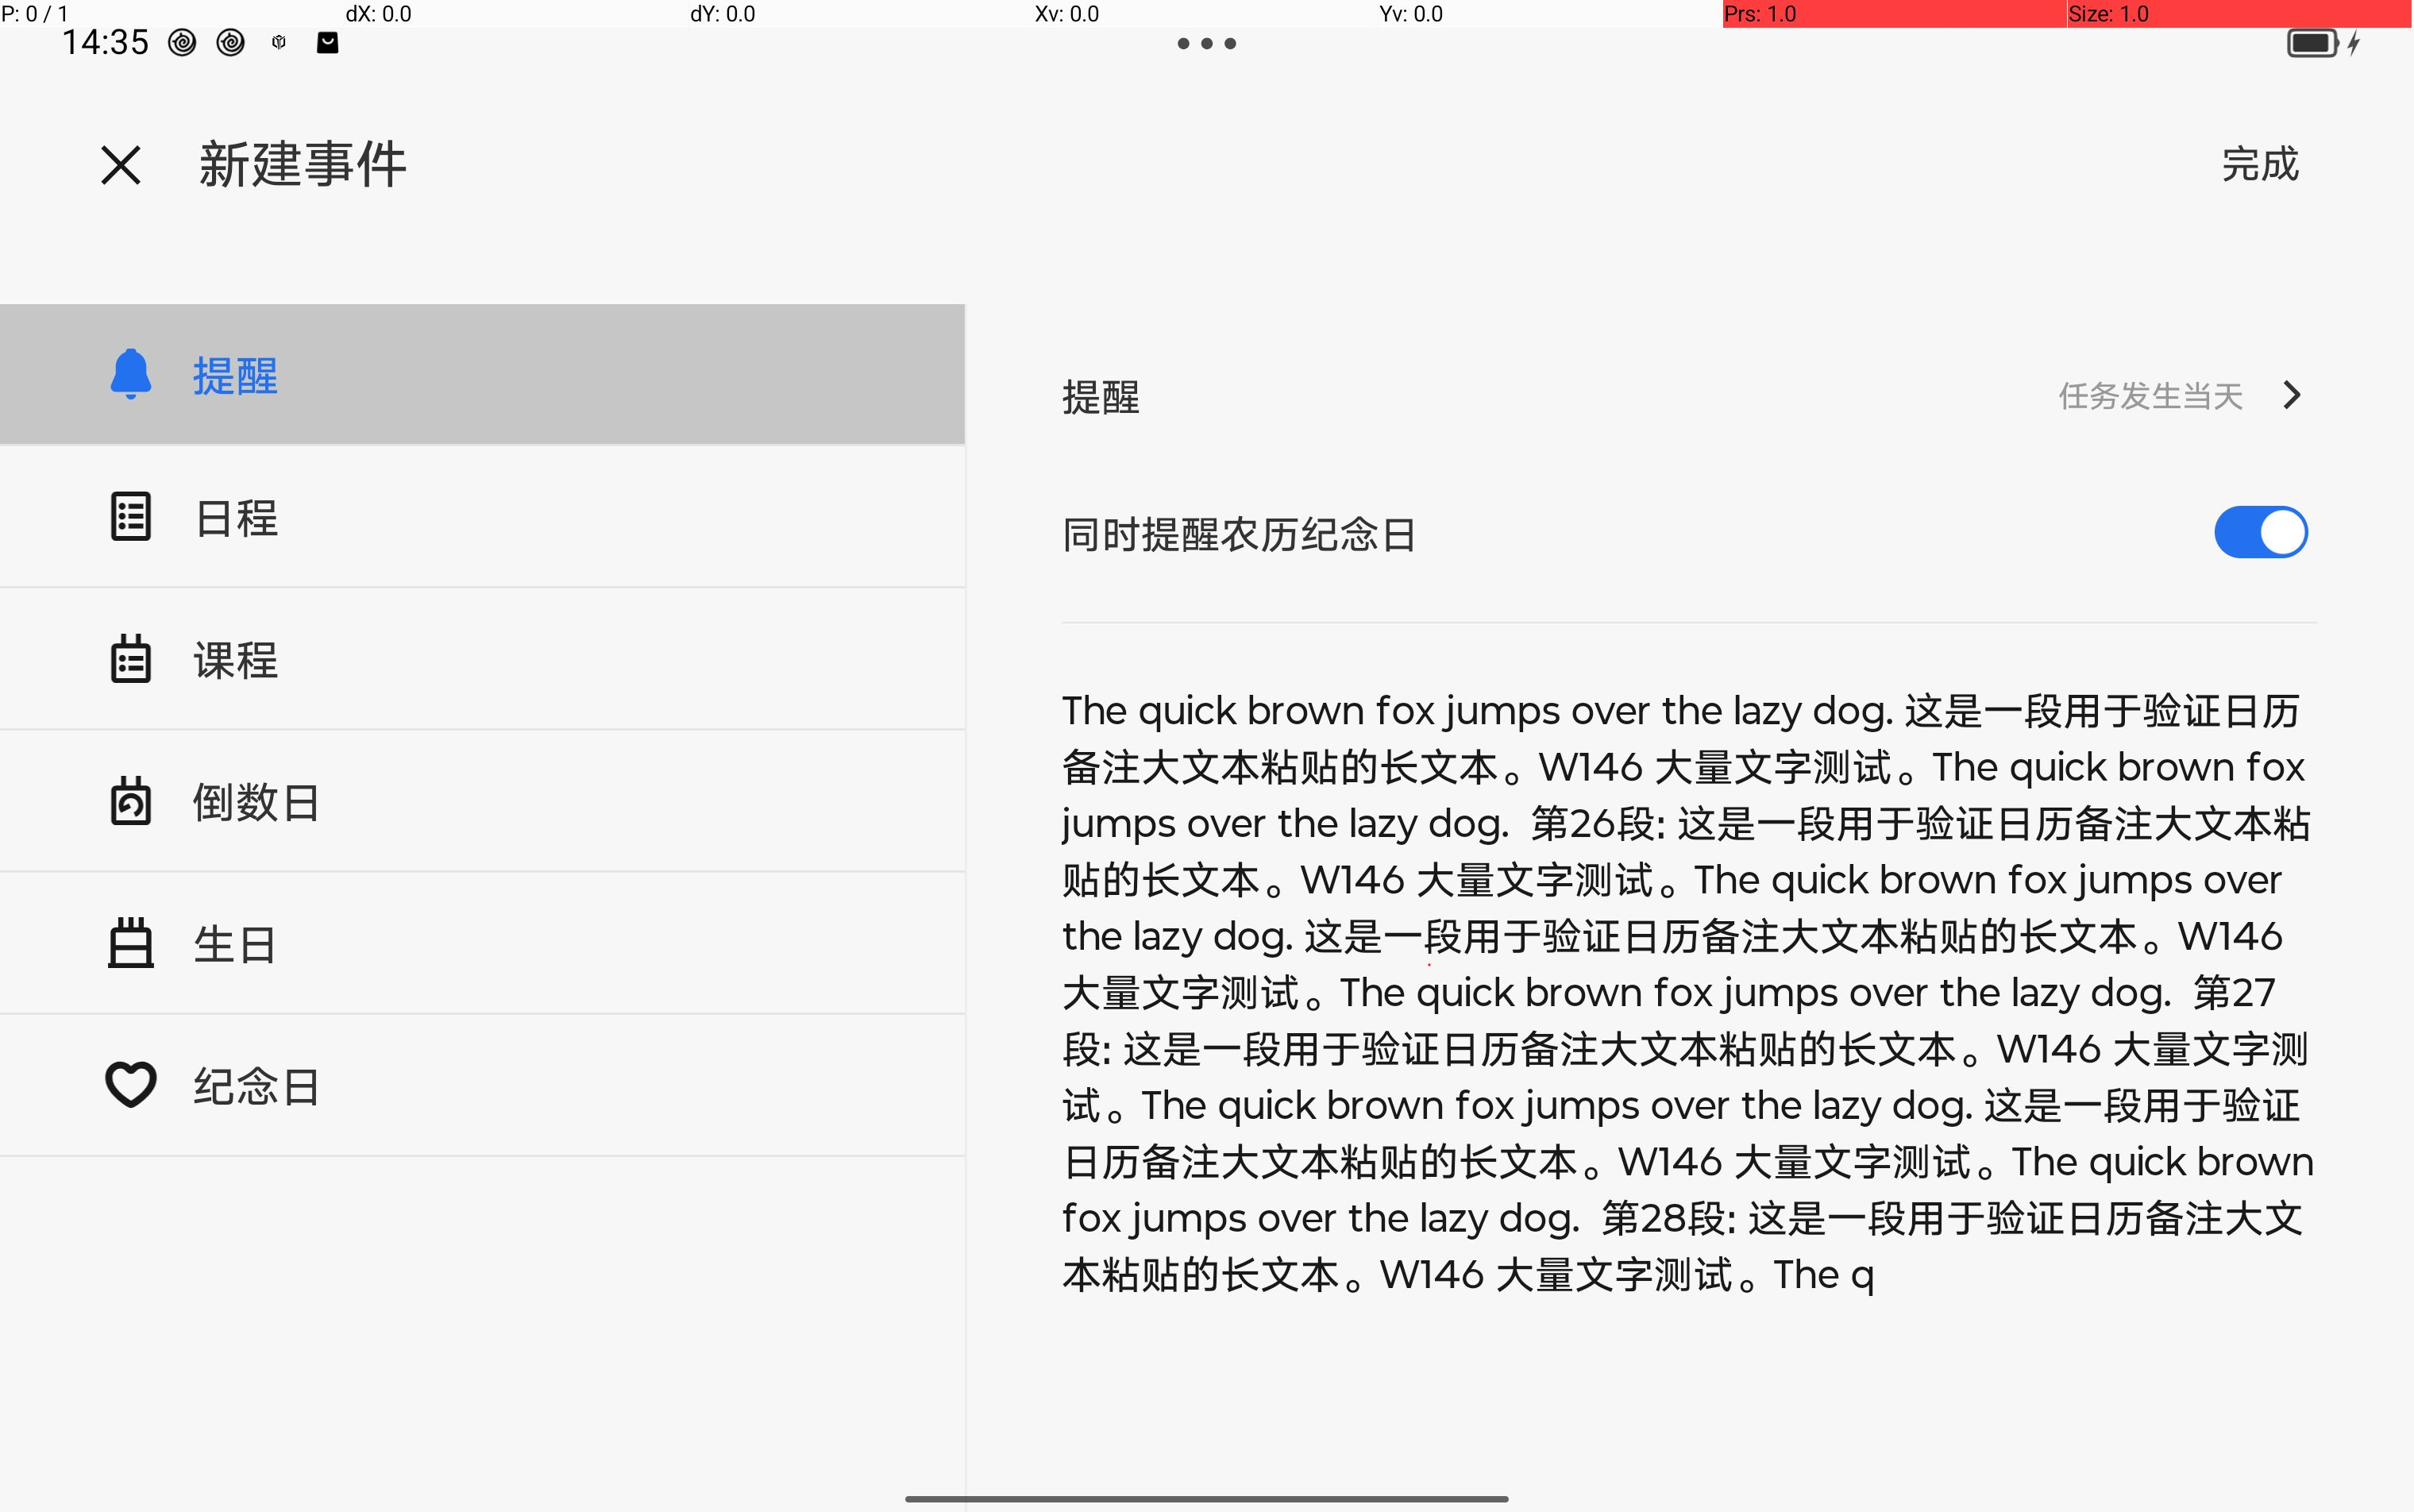 P: 0 / 1 dX: 0.0 dY: 0.0 Xv: 0.0 Yv: 0.0 Prs: 1.0 Size: 1.0
14:35
新建事件 完成
提醒
日程
课程
倒数日
生日
纪念日
提醒 任务发生当天
同时提醒农历纪念日
The quick brown fox jumps over the lazy dog. 这是一段用于验证日历
备注大文本粘贴的长文本。W146 大量文字测试。The quick brown fox
jumps over the lazy dog.  第26段: 这是一段用于验证日历备注大文本粘
贴的长文本。W146 大量文字测试。The quick brown fox jumps over
the lazy dog. 这是一段用于验证日历备注大文本粘贴的长文本。W146
大量文字测试。The quick brown fox jumps over the lazy dog.  第27
段: 这是一段用于验证日历备注大文本粘贴的长文本。W146 大量文字测
试。The quick brown fox jumps over the lazy dog. 这是一段用于验证
日历备注大文本粘贴的长文本。W146 大量文字测试。The quick brown
fox jumps over the lazy dog.  第28段: 这是一段用于验证日历备注大文
本粘贴的长文本。W146 大量文字测试。The q